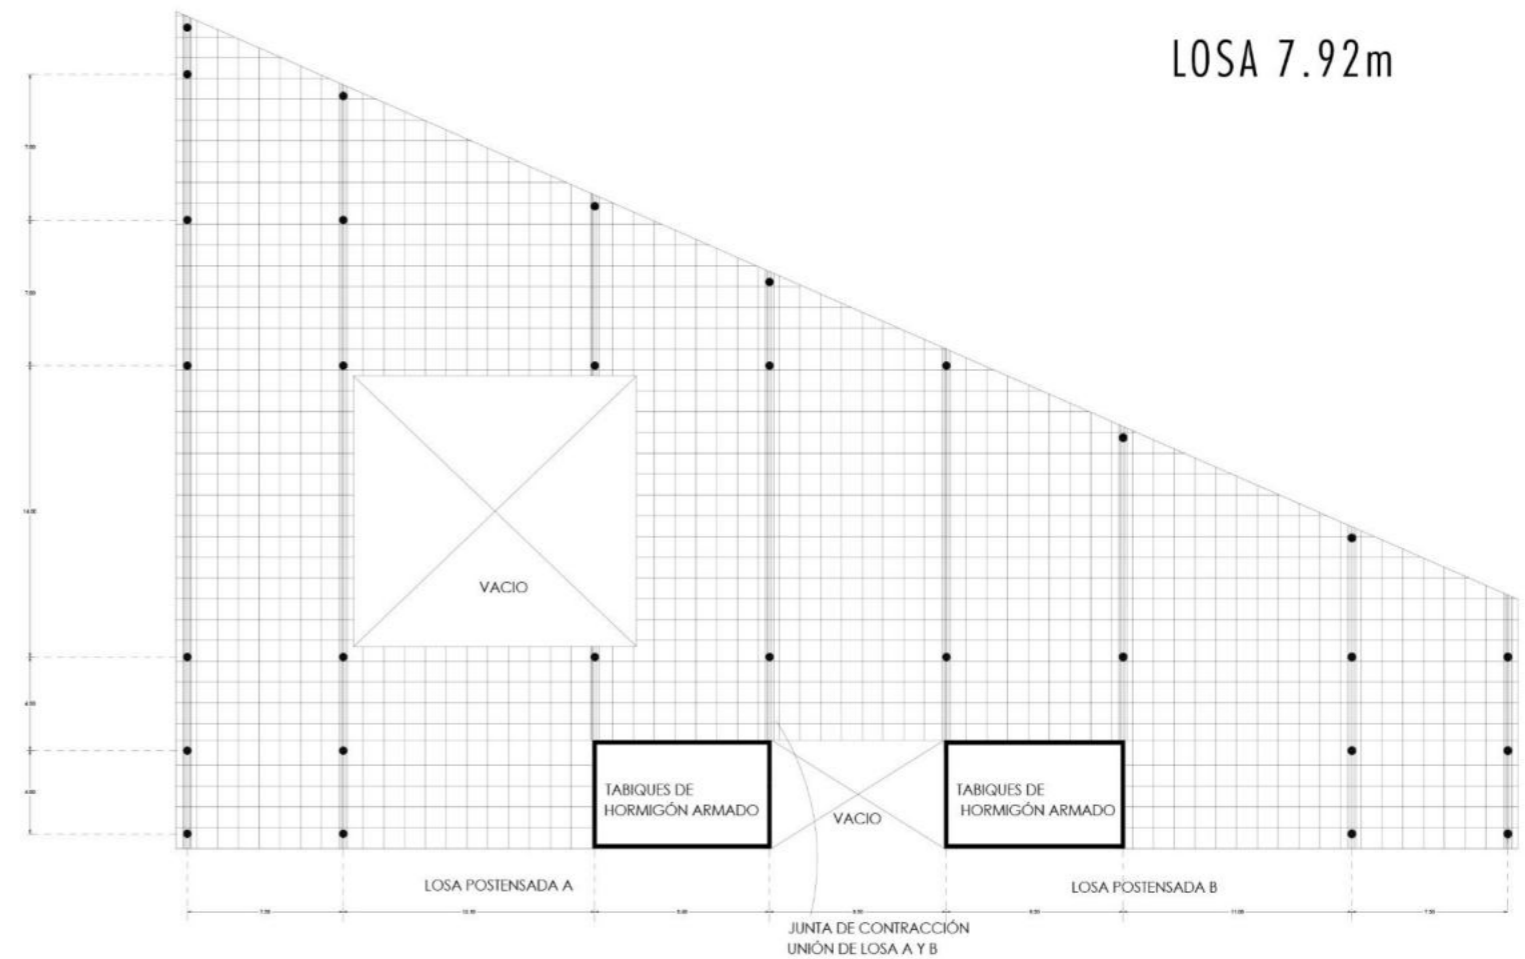 LOSA 7.92m
VACIO
TABIQUES DE
HORMIGÓN ARMADO
VACIO
TABIQUES DE
HORMIGÓN ARMADO
LOSA POSTENSADA A
LOSA POSTENSADA B
JUNTA DE CONTRACCIÓN
UNIÓN DE LOSA A Y B